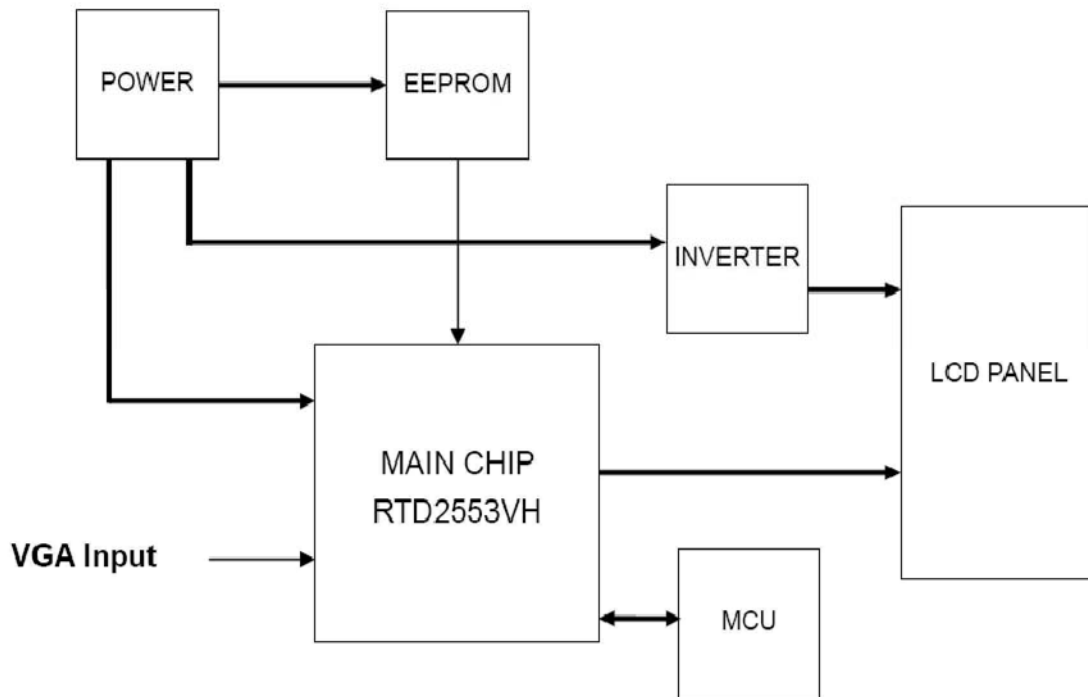 POWER
EEPROM
INVERTER
LCD PANEL
MAIN CHIP
RTD2553VH
VGA Input
MCU